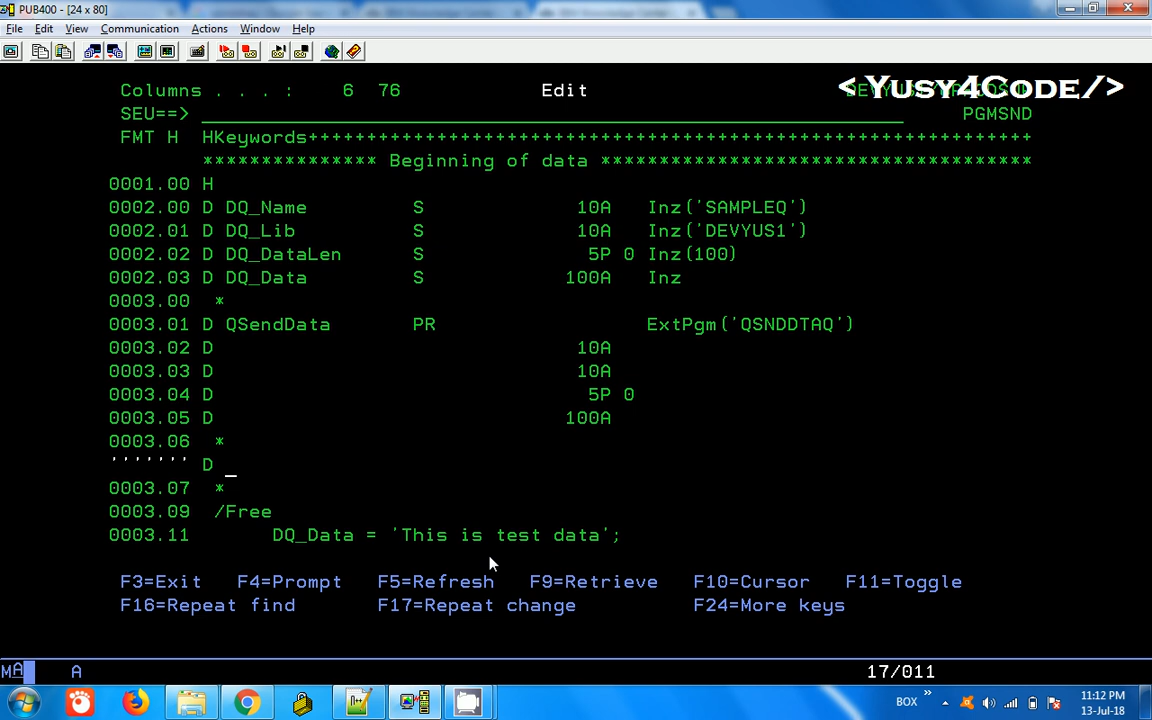 PUB400 - [24 x 80]
File Edit View Communication Actions Window Help
Columns . . . : 6 76 Edit
<Yusy4Code/>
SEU==> PGMSND
FMT H HKeywords++++++++++++++++++++++++++++++++++++++++++++++++++++++++++++++
*************** Beginning of data *************************************
0001.00 H
0002.00 D DQ_Name S 10A Inz('SAMPLEQ')
0002.01 D DQ_Lib S 10A Inz('DEVYUS1')
0002.02 D DQ_DataLen S 5P 0 Inz(100)
0002.03 D DQ_Data S 100A Inz
0003.00 *
0003.01 D QSendData PR ExtPgm('QSNDDTAQ')
0003.02 D 10A
0003.03 D 10A
0003.04 D 5P 0
0003.05 D 100A
0003.06 *
''''''' D _
0003.07 *
0003.09 /Free
0003.11 DQ_Data = 'This is test data';
F3=Exit F4=Prompt F5=Refresh F9=Retrieve F10=Cursor F11=Toggle
F16=Repeat find F17=Repeat change F24=More keys
MA A 17/011
BOX 11:12 PM
13-Jul-18